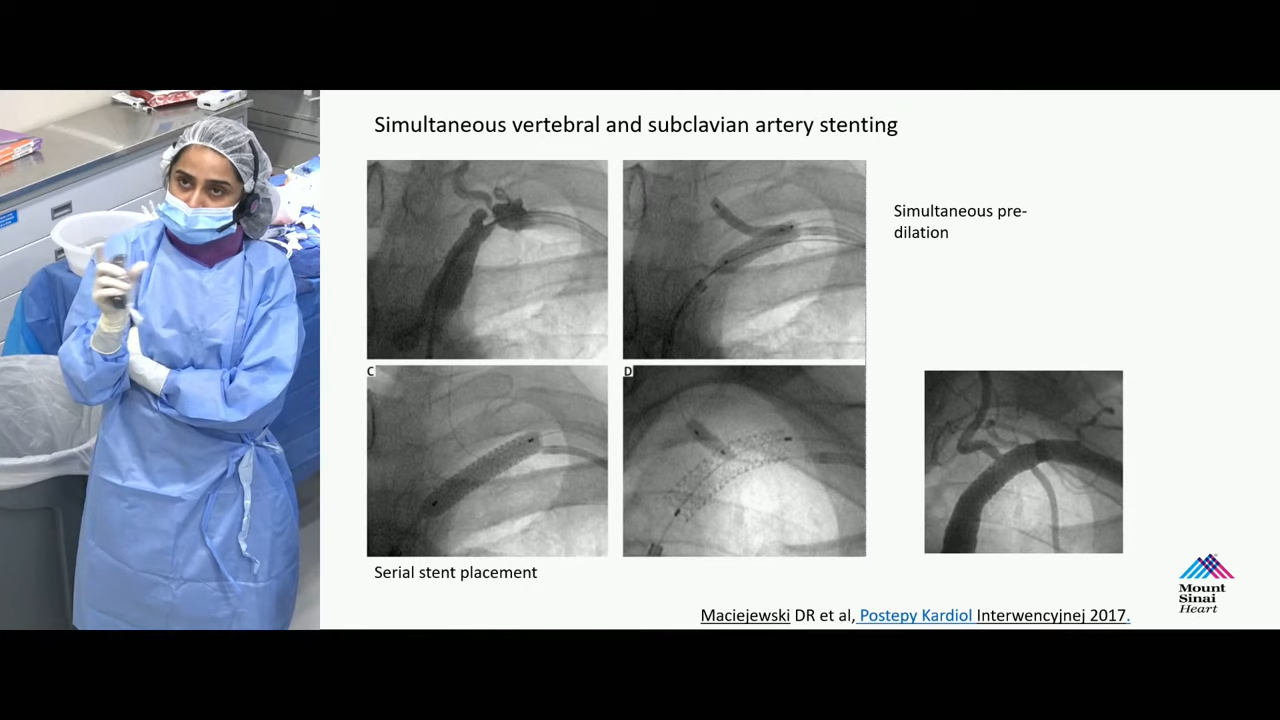 Simultaneous vertebral and subclavian artery stenting
Simultaneous pre-
dilation
C
D
Serial stent placement
Mount
Sinai
Heart
Maciejewski DR et al, Postepy Kardiol Interwencyjnej 2017.